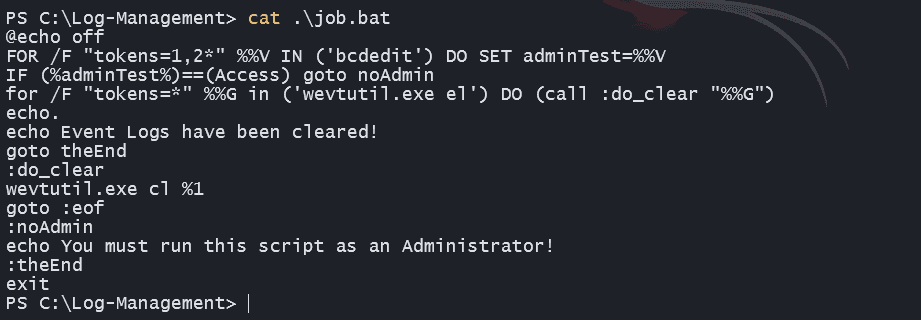 PS C:\Log-Management> cat .\job.bat
@echo off
FOR /F "tokens=1,2*" %%V IN ('bcdedit') DO SET adminTest=%%V
IF (%adminTest%)==(Access) goto noAdmin
for /F "tokens=*" %%G in ('wevtutil.exe el') DO (call :do_clear "%%G")
echo.
echo Event Logs have been cleared!
goto theEnd
:do_clear
wevtutil.exe cl %1
goto :eof
:noAdmin
echo You must run this script as an Administrator!
:theEnd
exit
PS C:\Log-Management>